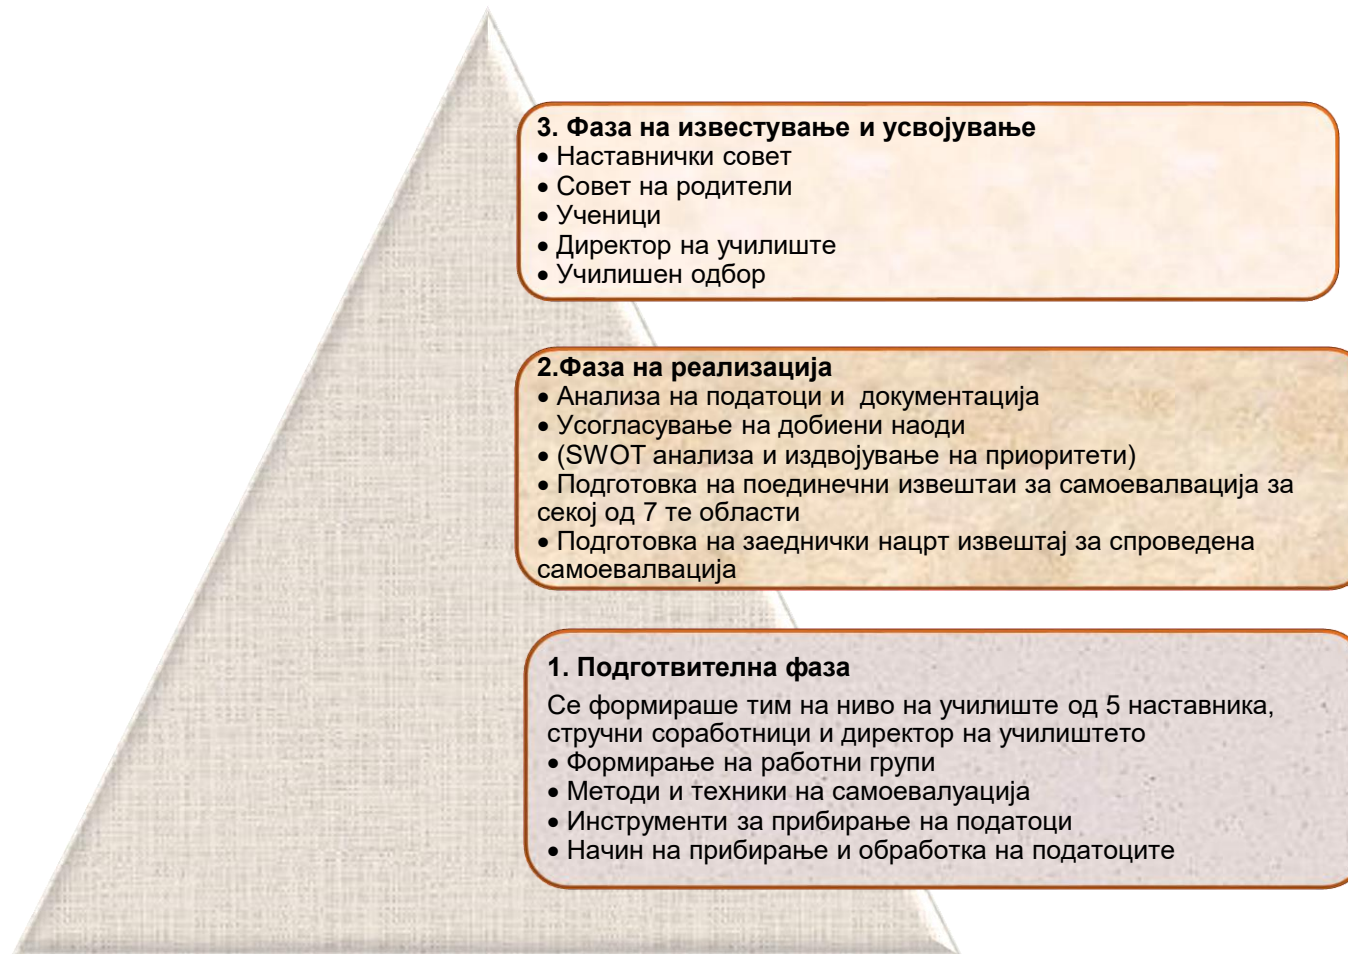 3. Фаза на известување и усвојување
• Наставнички совет
• Совет на родители
• Ученици
• Директор на училиште
• Училишен одбор
2.Фаза на реализација
• Анализа на податоци и  документација
• Усогласување на добиени наоди
• (SWOT анализа и издвојување на приоритети)
• Подготовка на поединечни извештаи за самоевалвација за
секој од 7 те области
• Подготовка на заеднички нацрт извештај за спроведена
самоевалвација
1. Подготвителна фаза
Се формираше тим на ниво на училиште од 5 наставника,
стручни соработници и директор на училиштето
• Формирање на работни групи
• Методи и техники на самоевалуација
• Инструменти за прибирање на податоци
• Начин на прибирање и обработка на податоците